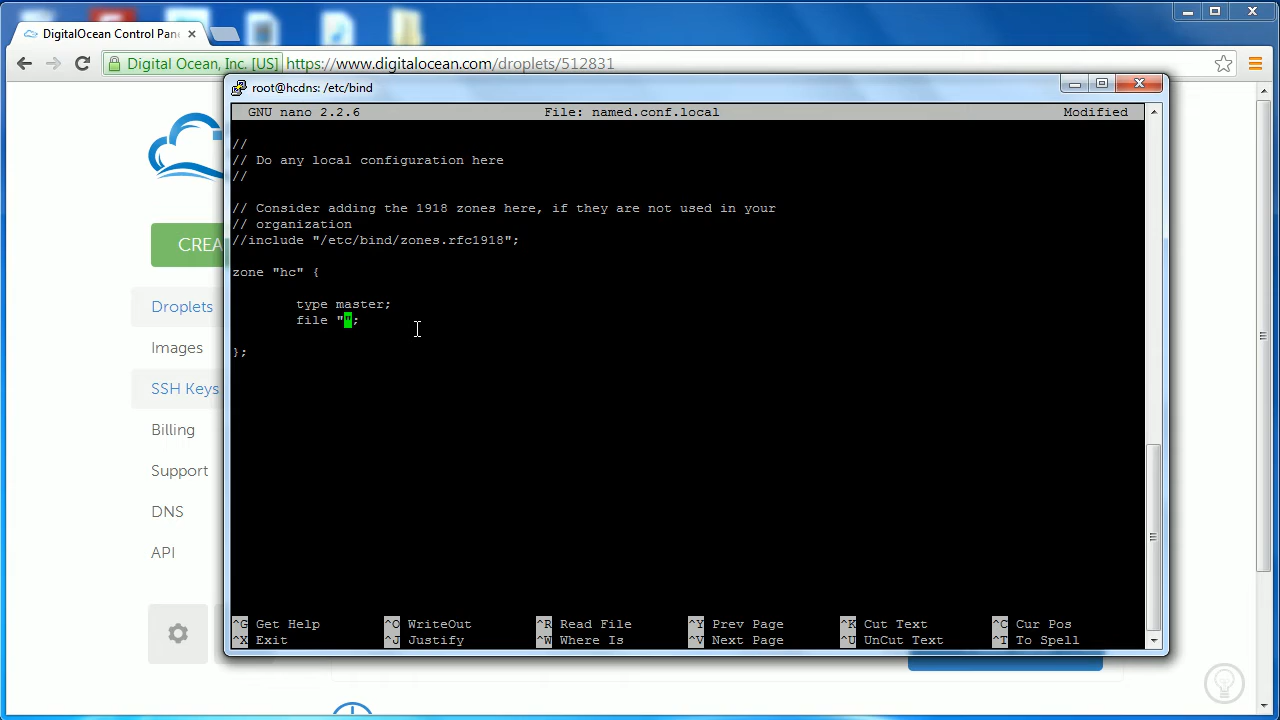 DigitalOcean Control Pane
Digital Ocean, Inc. [US] https://www.digitalocean.com/droplets/512831
root@hcdns: /etc/bind
GNU nano 2.2.6 File: named.conf.local Modified
//
// Do any local configuration here
//
// Consider adding the 1918 zones here, if they are not used in your
// organization
//include "/etc/bind/zones.rfc1918";
zone "hc" {
type master;
file "";
};
CREA
Droplets
Images
SSH Keys
Billing
Support
DNS
API
^G Get Help ^O WriteOut ^R Read File ^Y Prev Page ^K Cut Text ^C Cur Pos
^X Exit ^J Justify ^W Where Is ^V Next Page ^U UnCut Text ^T To Spell